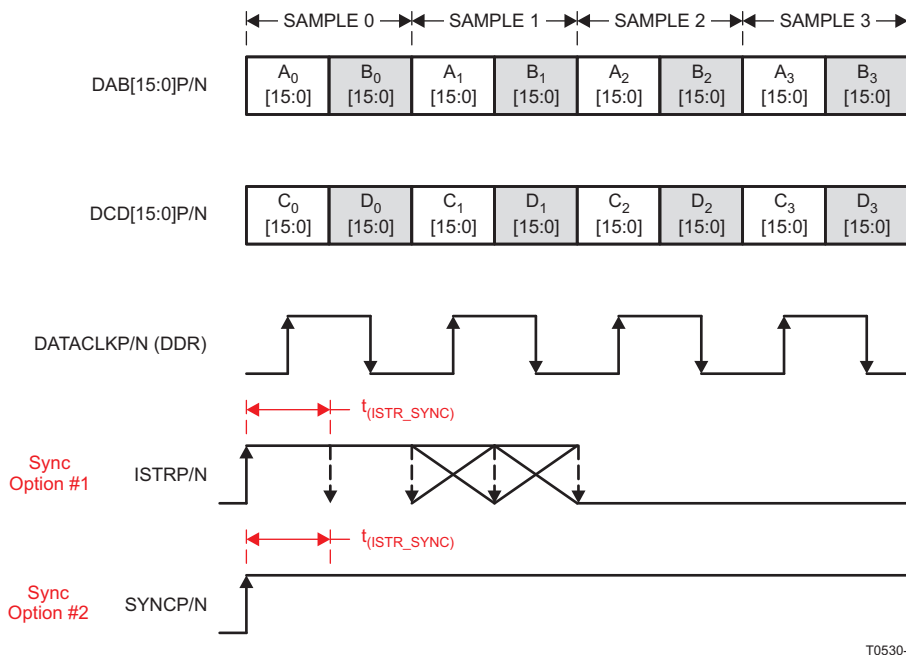 SAMPLE 0 SAMPLE 1 SAMPLE 2 SAMPLE 3
DAB[15:0]P/N
A0 B0 A1 B1 A2 B2 A3 B3
[15:0] [15:0] [15:0] [15:0] [15:0] [15:0] [15:0] [15:0]
DCD[15:0]P/N
C0 D0 C1 D1 C2 D2 C3 D3
[15:0] [15:0] [15:0] [15:0] [15:0] [15:0] [15:0] [15:0]
DATACLKP/N (DDR)
t(ISTR_SYNC)
Sync
Option #1
ISTRP/N
t(ISTR_SYNC)
Sync
Option #2
SYNCP/N
T0530-